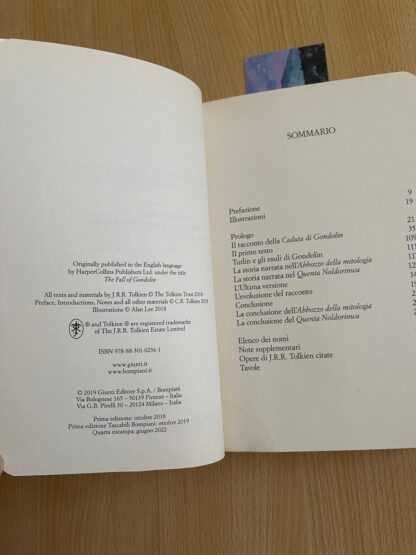 Originally published in the English language
by HarperCollins Publishers Ltd. under the title
The Fall of Gondolin
All texts and materials by J.R.R. Tolkien © The Tolkien Trust 2018
Preface, Introductions, Notes and all other materials © C.R. Tolkien 2018
Illustrations © Alan Lee 2018
® and Tolkien ® are registered trademarks
of The J.R.R. Tolkien Estate Limited
ISBN 978-88-301-0256-1
www.giunti.it
www.bompiani.it
© 2019 Giunti Editore S.p.A. / Bompiani
Via Bolognese 165 – 50139 Firenze – Italia
Via G.B. Pirelli 30 – 20124 Milano – Italia
Prima edizione: ottobre 2018
Prima edizione Tascabili Bompiani: ottobre 2019
Quarta ristampa: giugno 2022
SOMMARIO
Prefazione 9
Illustrazioni 19
Prologo 21
Il racconto della Caduta di Gondolin 35
Il primo testo 109
Turlin e gli esuli di Gondolin 111
La storia narrata nell'Abbozzo della mitologia
La storia narrata nel Quenta Noldorinwa
L'Ultima versione
L'evoluzione del racconto
Conclusione
La conclusione dell'Abbozzo della mitologia
La conclusione del Quenta Noldorinwa
Elenco dei nomi
Note supplementari
Opere di J.R.R. Tolkien citate
Tavole